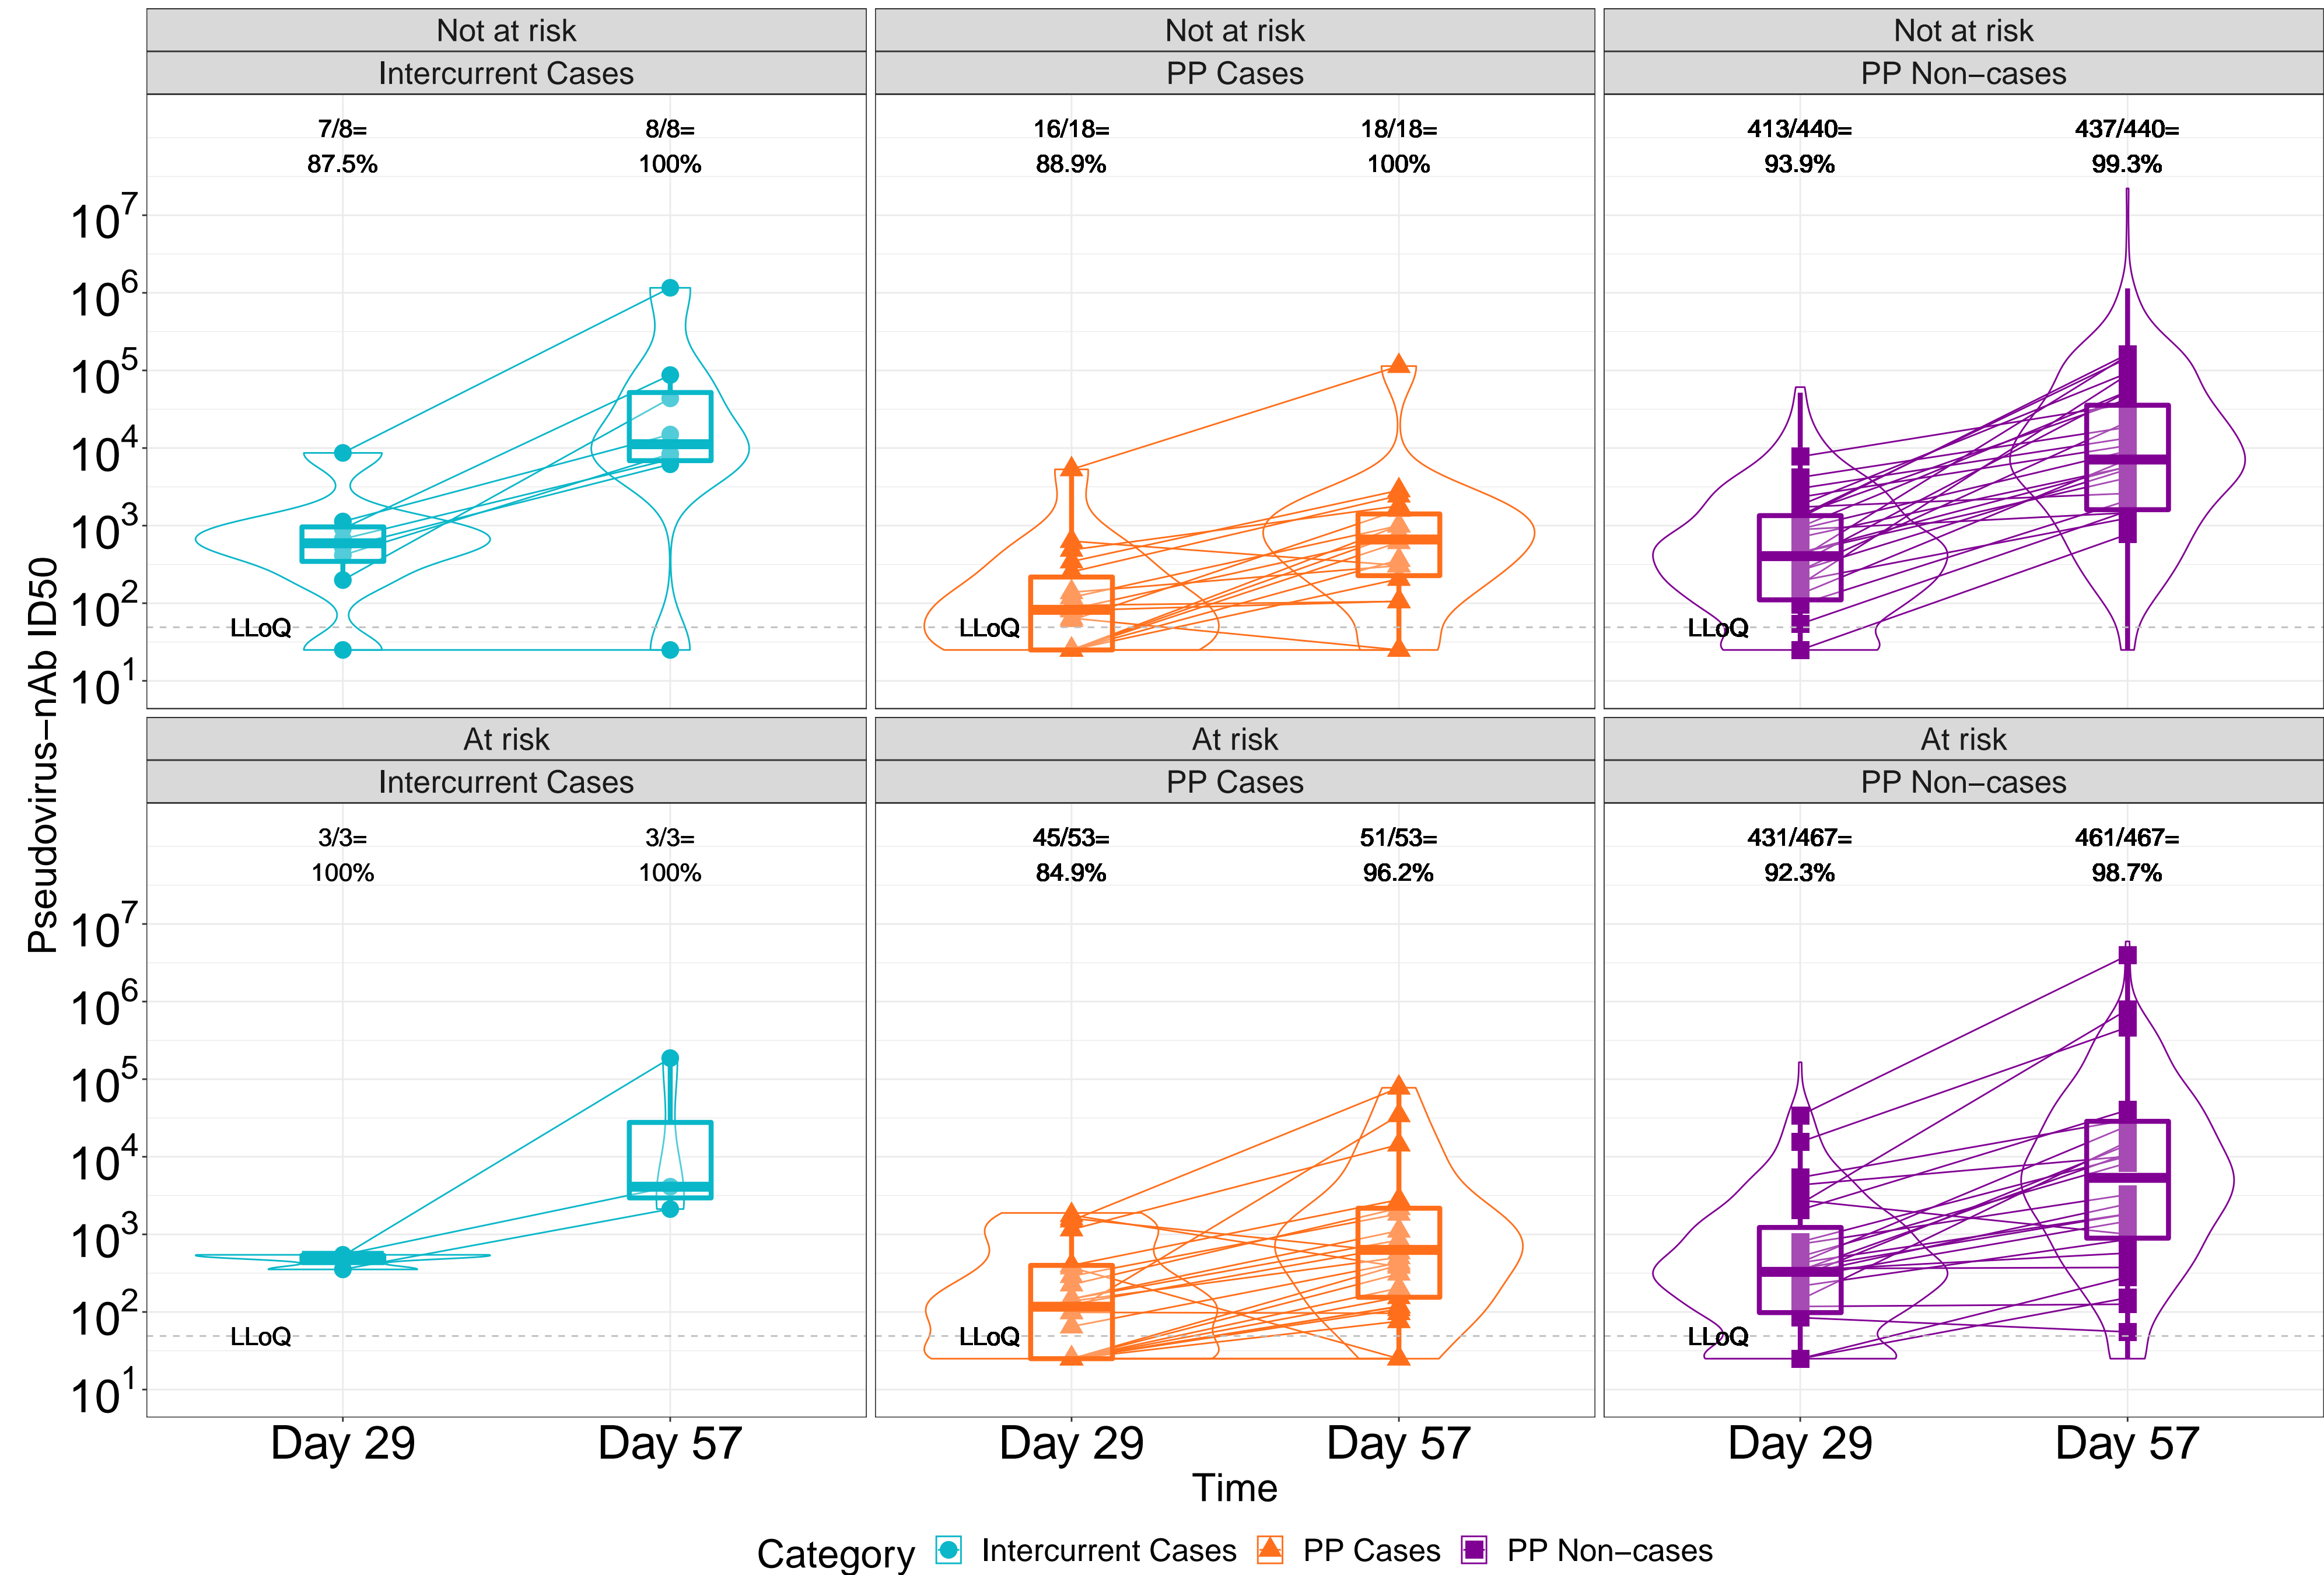 Not at risk
Not at risk
Not at risk
Intercurrent Cases
PP Cases
PP Non−cases
7/8=
87.5%
8/8=
100%
16/18=
88.9%
18/18=
100%
413/440=
93.9%
437/440=
99.3%
10^7
10^6
10^5
10^4
10^3
10^2
10^1
LLoQ
LLoQ
LLoQ
Pseudovirus−nAb ID50
At risk
At risk
At risk
Intercurrent Cases
PP Cases
PP Non−cases
3/3=
100%
3/3=
100%
45/53=
84.9%
51/53=
96.2%
431/467=
92.3%
461/467=
98.7%
10^7
10^6
10^5
10^4
10^3
10^2
10^1
LLoQ
LLoQ
LLoQ
Day 29
Day 57
Day 29
Day 57
Day 29
Day 57
Time
Category
Intercurrent Cases
PP Cases
PP Non−cases